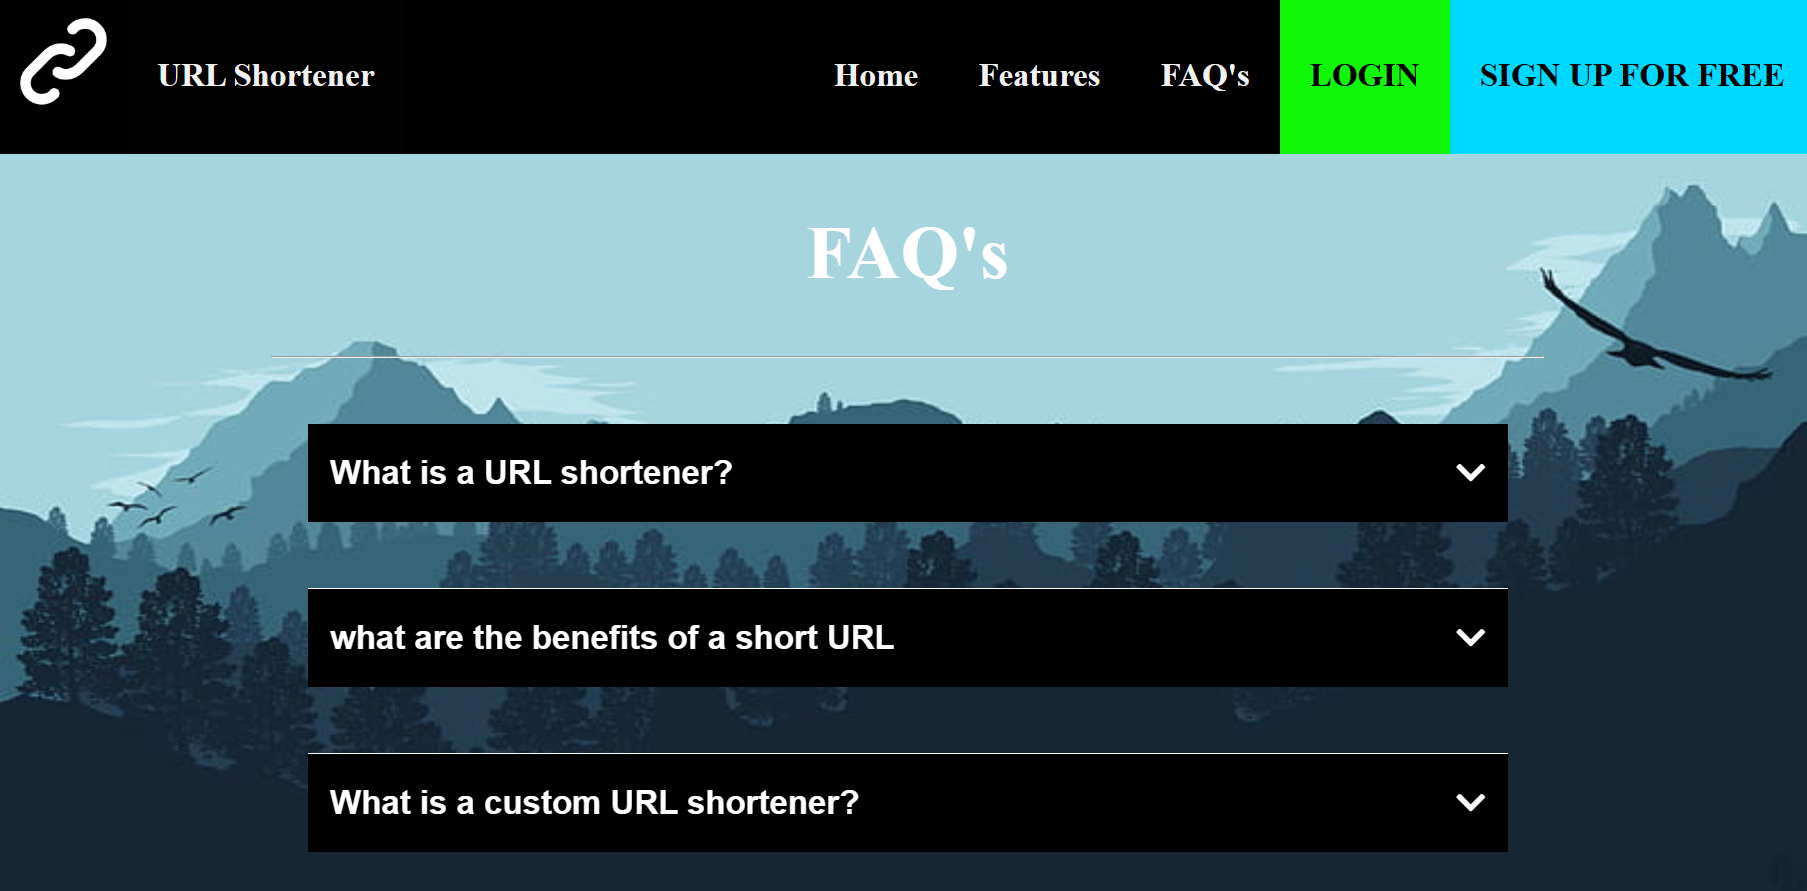 URL Shortener Home Features FAQ's LOGIN SIGN UP FOR FREE
FAQ's
What is a URL shortener?
what are the benefits of a short URL
What is a custom URL shortener?